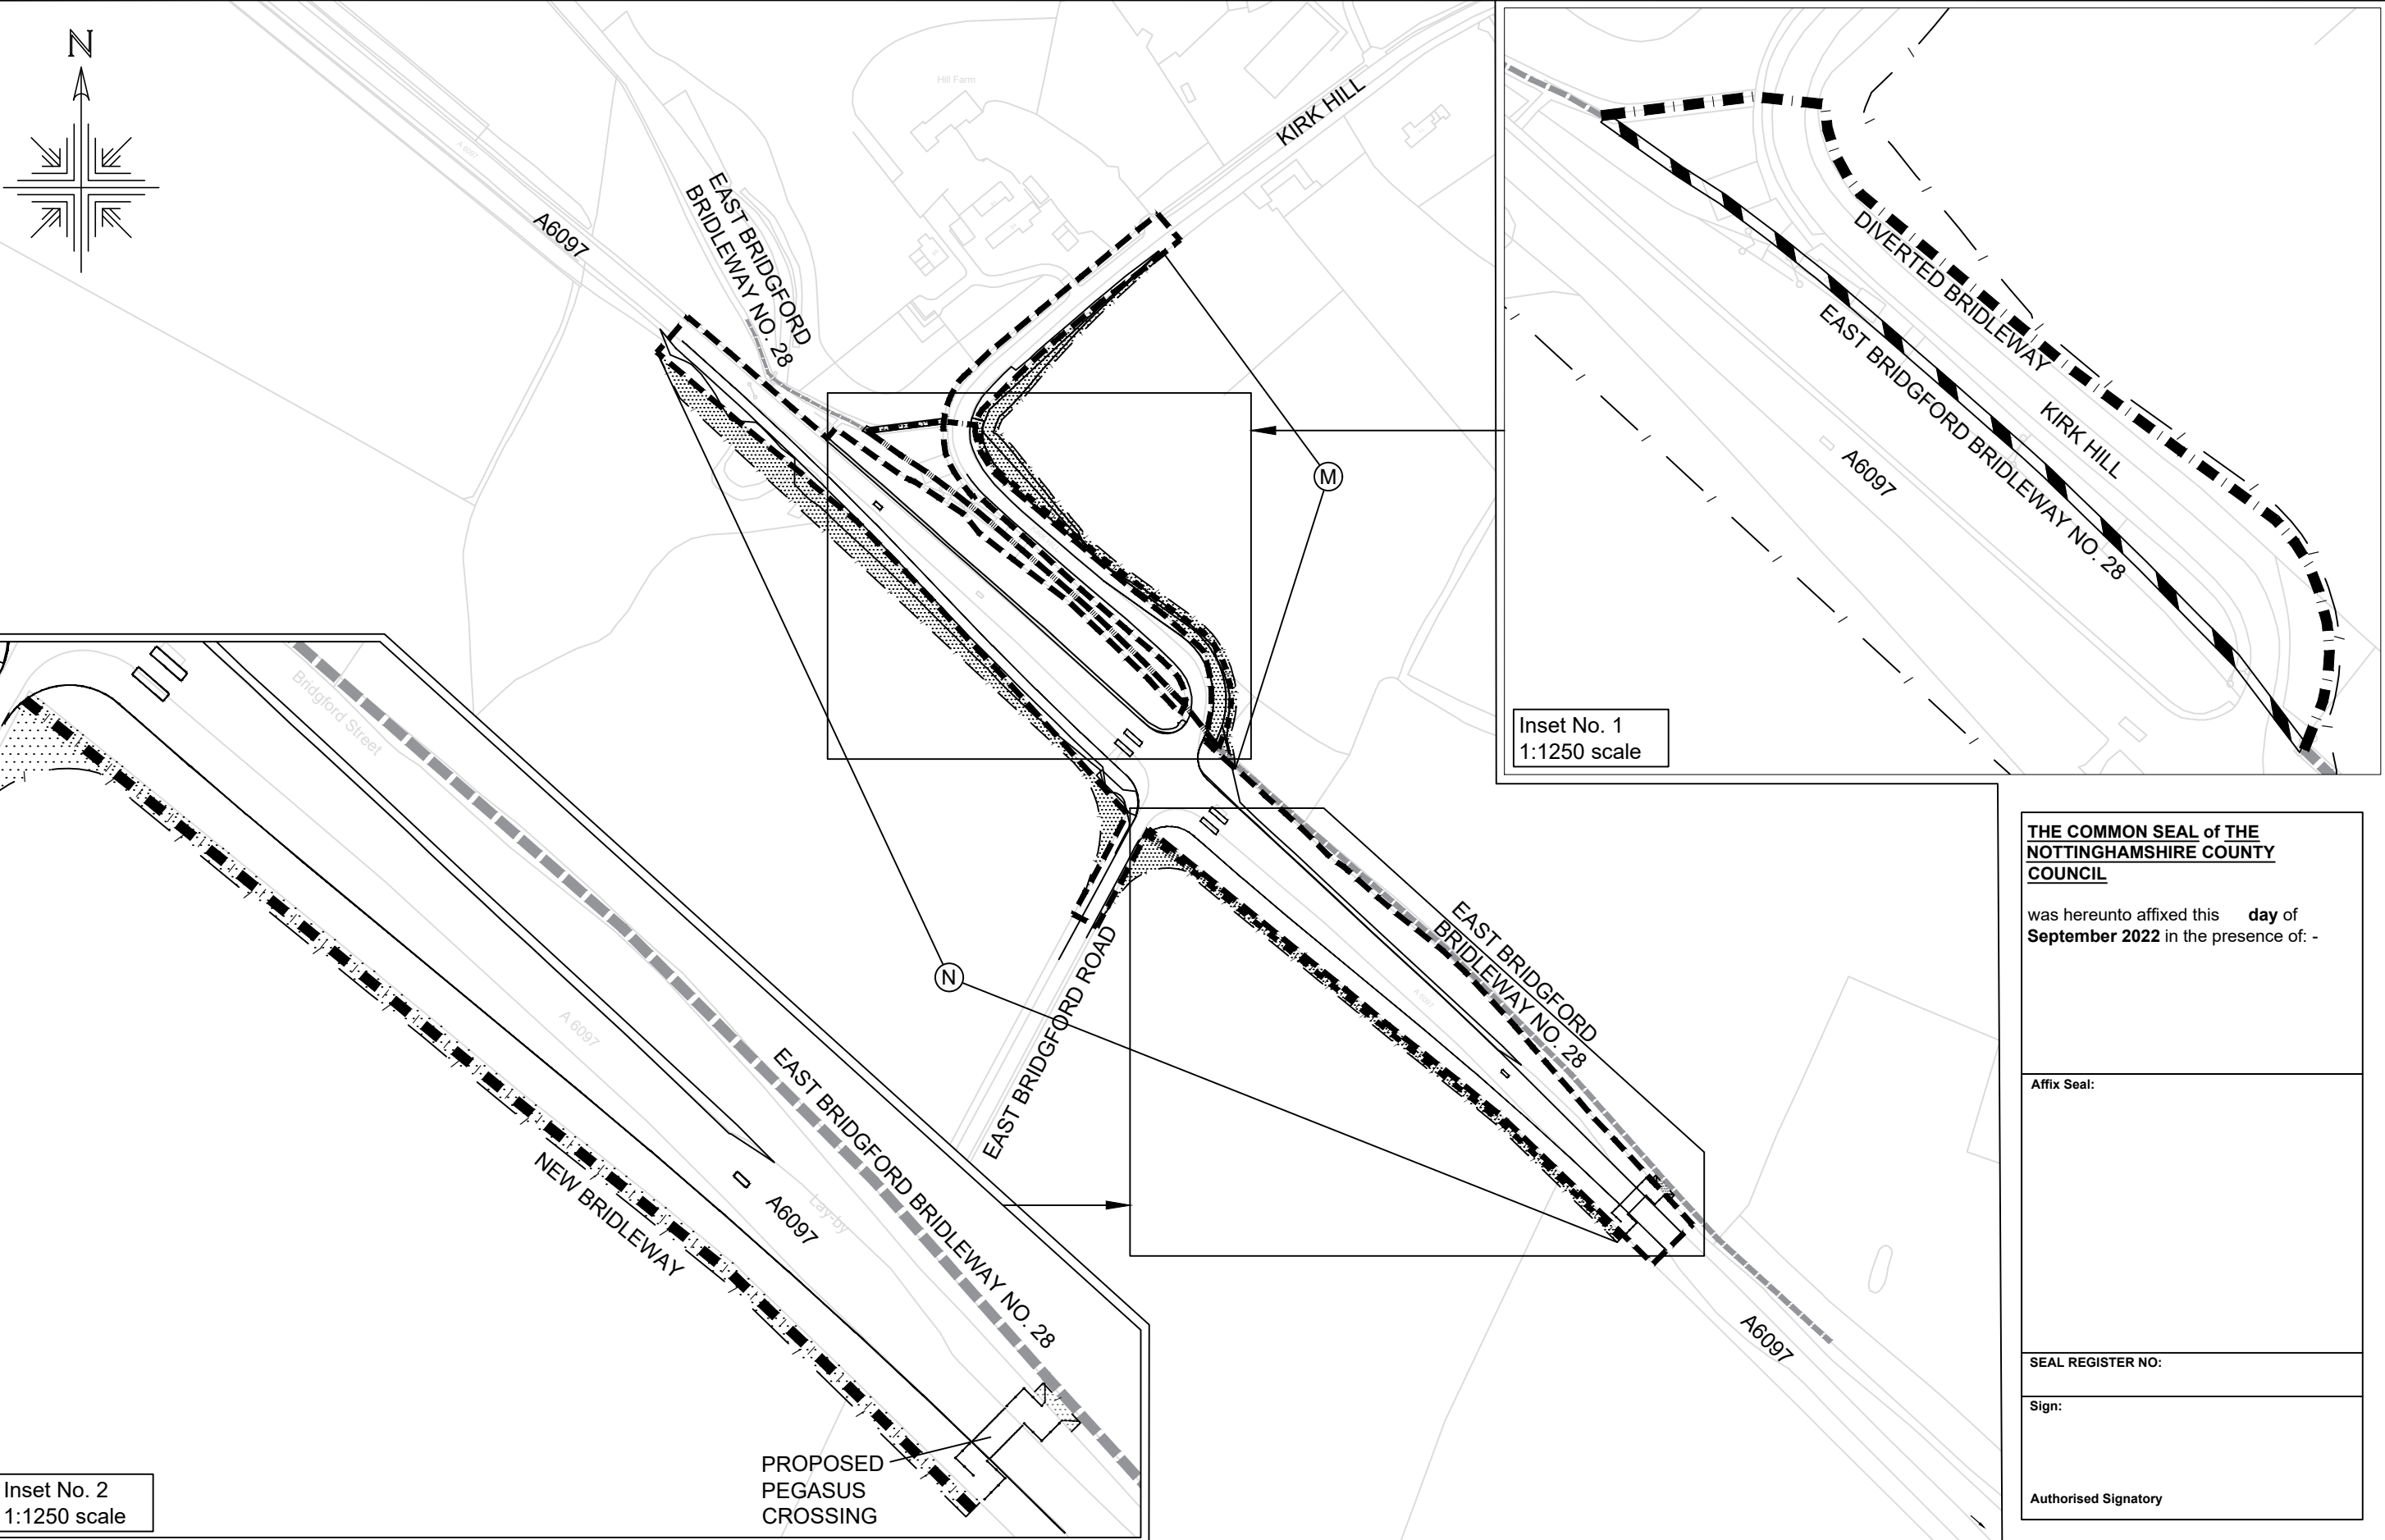 N
Hill Farm
KIRK HILL
A 6097
A6097
EAST BRIDGFORD
BRIDLEWAY NO. 28
M
N
EAST BRIDGFORD ROAD
EAST BRIDGFORD
BRIDLEWAY NO. 28
A 6097
A6097
DIVERTED BRIDLEWAY
EAST BRIDGFORD BRIDLEWAY NO. 28
KIRK HILL
A6097
Inset No. 1
1:1250 scale
Bridgford Street
A 6097
EAST BRIDGFORD BRIDLEWAY NO. 28
Lay-by
A6097
NEW BRIDLEWAY
PROPOSED
PEGASUS
CROSSING
Inset No. 2
1:1250 scale
THE COMMON SEAL of THE
NOTTINGHAMSHIRE COUNTY
COUNCIL
was hereunto affixed this day of
September 2022 in the presence of: -
Affix Seal:
SEAL REGISTER NO:
Sign:
Authorised Signatory